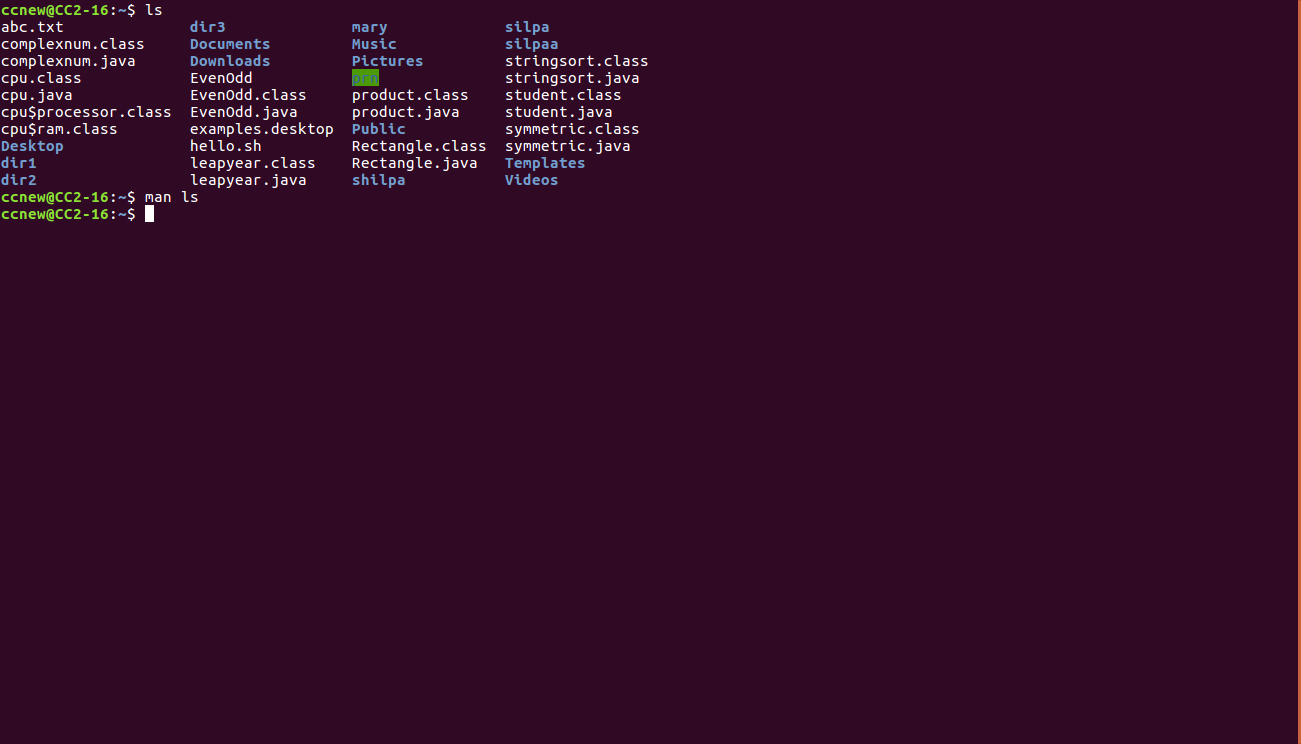 ccnew@CC2-16:~$ ls
abc.txt dir3 mary silpa
complexnum.class Documents Music silpaa
complexnum.java Downloads Pictures stringsort.class
cpu.class EvenOdd prn stringsort.java
cpu.java EvenOdd.class product.class student.class
cpu$processor.class EvenOdd.java product.java student.java
cpu$ram.class examples.desktop Public symmetric.class
Desktop hello.sh Rectangle.class symmetric.java
dir1 leapyear.class Rectangle.java Templates
dir2 leapyear.java shilpa Videos
ccnew@CC2-16:~$ man ls
ccnew@CC2-16:~$